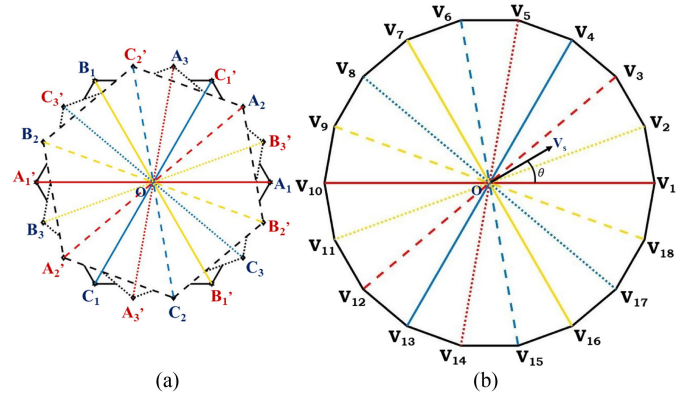 C₂' A₃
B₁ C₁'
C₃' A₂
B₂ B₃'
A₁' O A₁
B₃ B₂'
A₂' C₃
C₁ B₁'
A₃' C₂
(a)
V₆ V₅
V₇ V₄
V₈ V₃
V₉ V₂
Vₛ
θ
V₁₀ O V₁
V₁₁ V₁₈
V₁₂ V₁₇
V₁₃ V₁₆
V₁₄ V₁₅
(b)